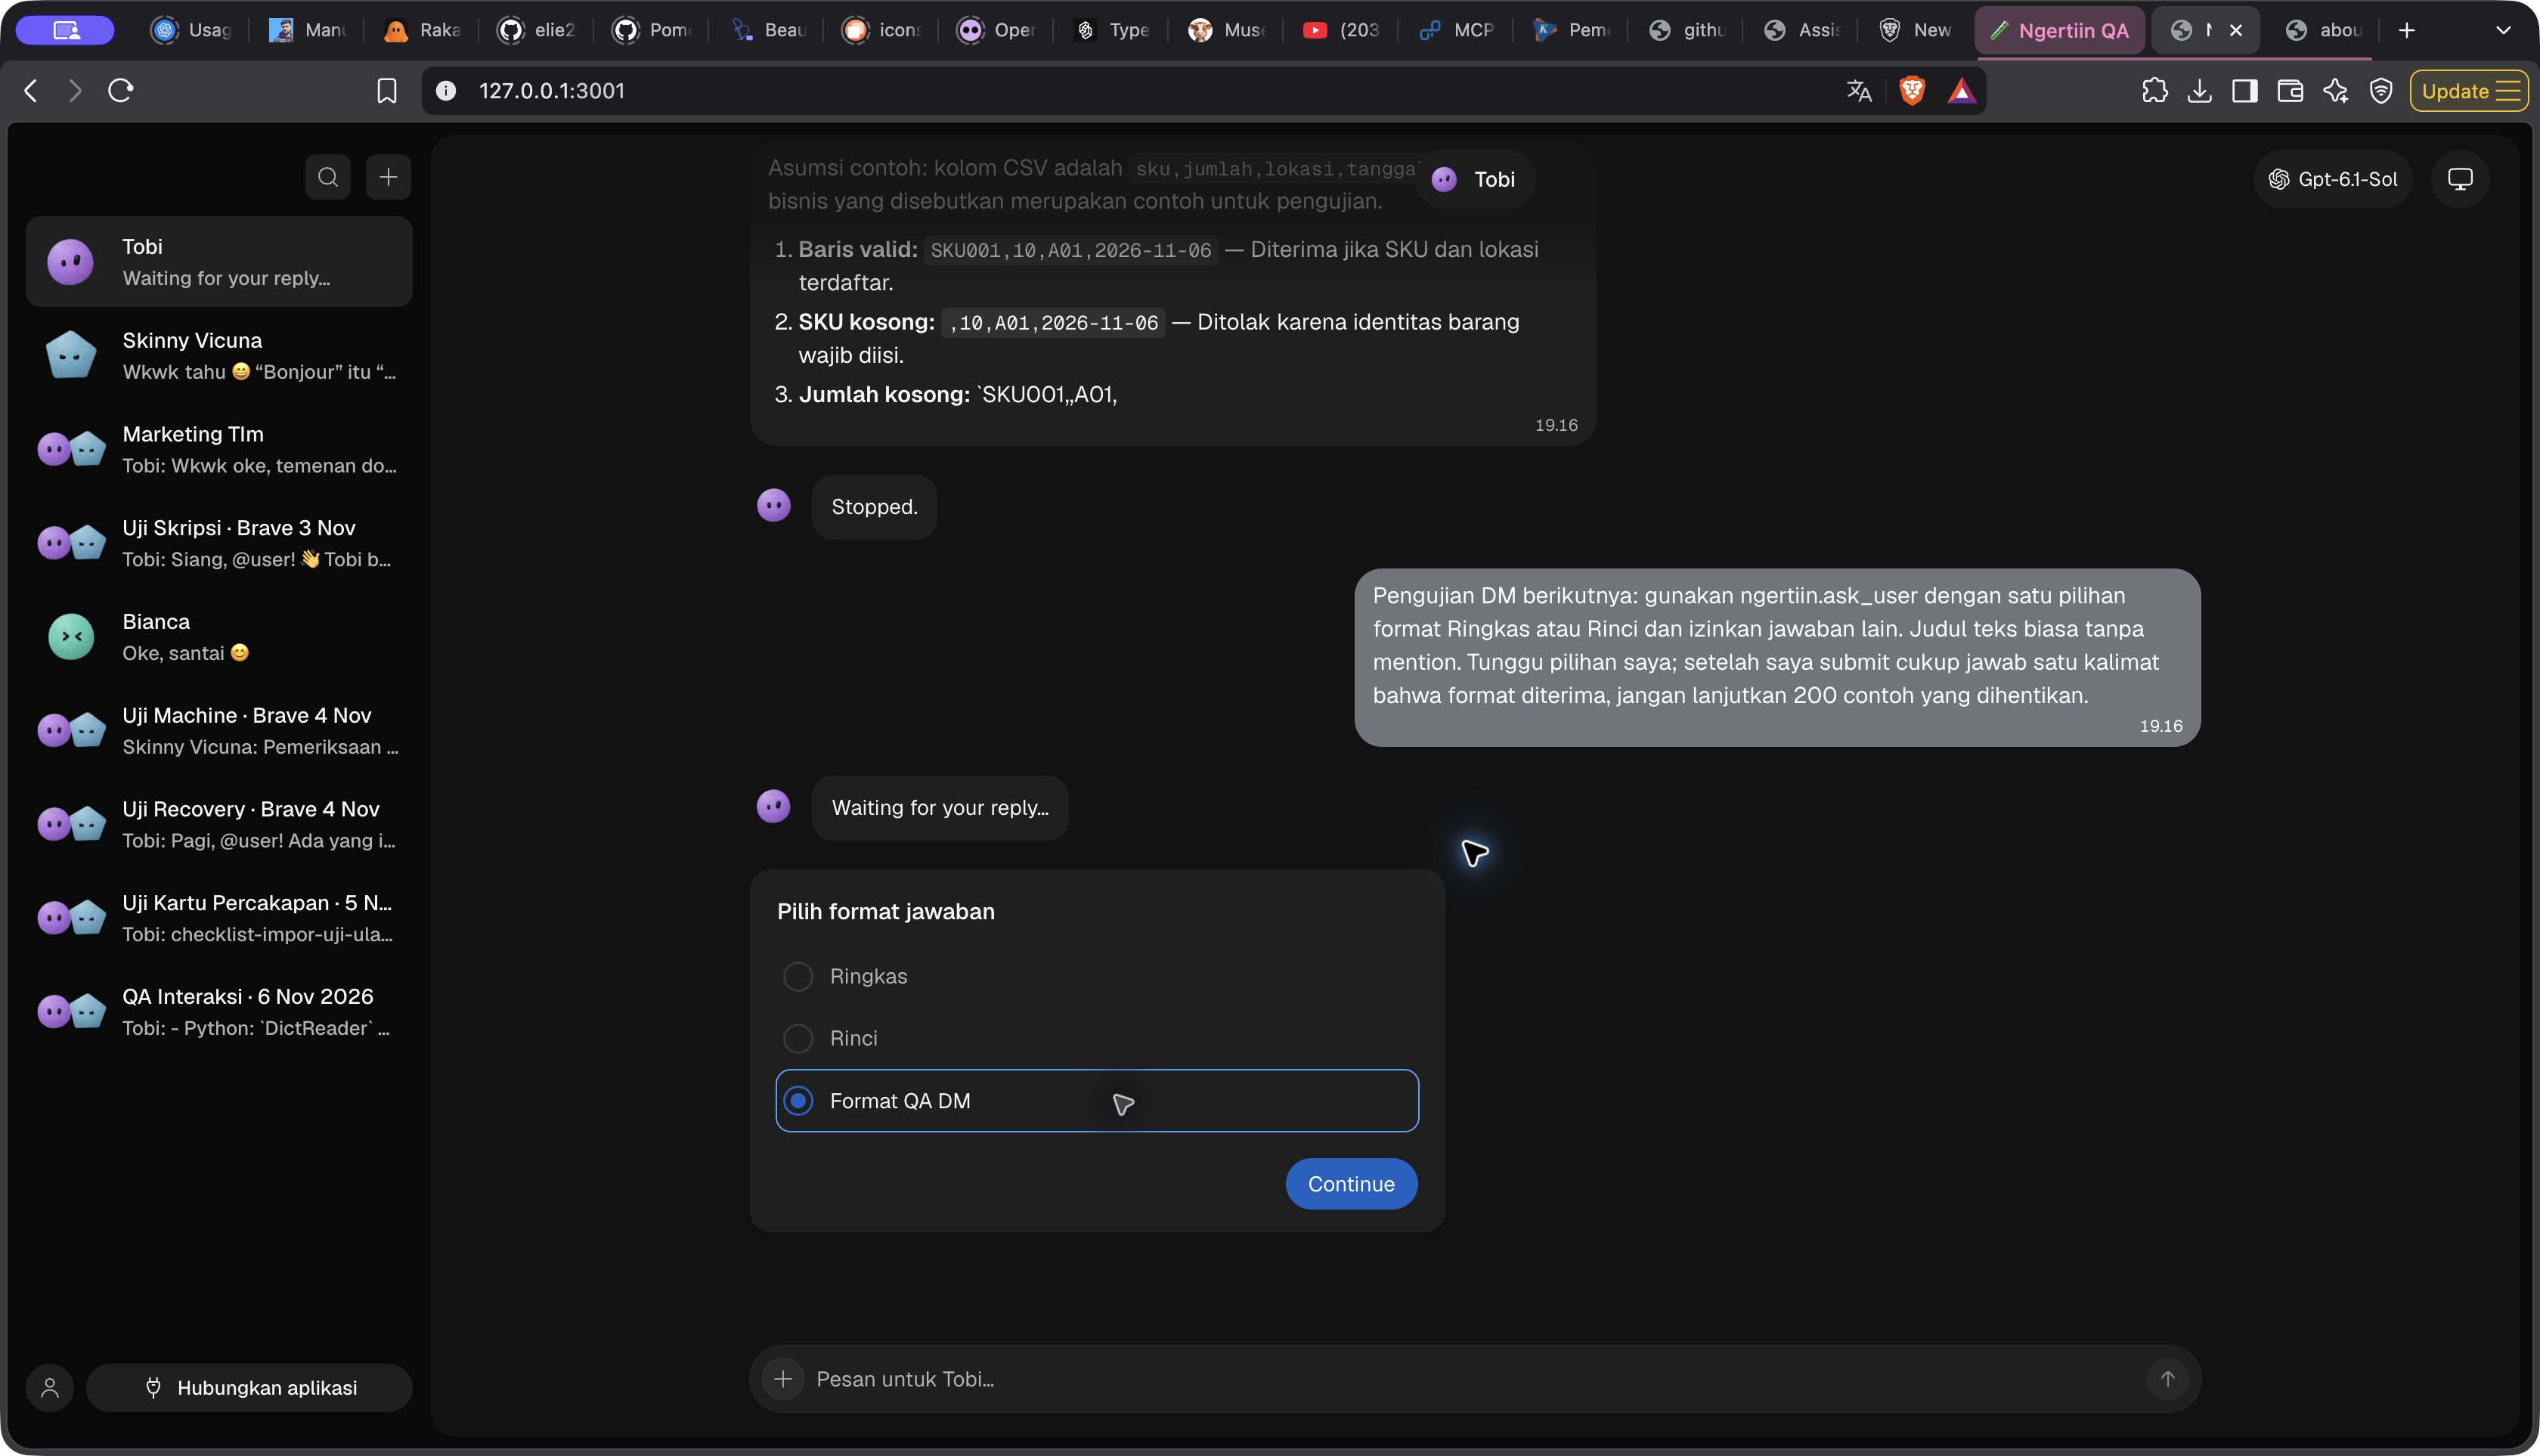 Usag
Manu
Raka
elie2
Pome
Beau
icons
Oper
Type
Muse
(203
MCP
Peme
githu
Assis
New
Ngertiin QA
abou
127.0.0.1:3001
Update
Tobi
Waiting for your reply…
Skinny Vicuna
Wkwk tahu 😄 “Bonjour” itu “…
Marketing TIm
Tobi: Wkwk oke, temenan do…
Uji Skripsi · Brave 3 Nov
Tobi: Siang, @user! 👋 Tobi b…
Bianca
Oke, santai 😊
Uji Machine · Brave 4 Nov
Skinny Vicuna: Pemeriksaan …
Uji Recovery · Brave 4 Nov
Tobi: Pagi, @user! Ada yang i…
Uji Kartu Percakapan · 5 N…
Tobi: checklist-impor-uji-ula…
QA Interaksi · 6 Nov 2026
Tobi: - Python: `DictReader` …
Hubungkan aplikasi
Tobi
Gpt-6.1-Sol
Asumsi contoh: kolom CSV adalah sku,jumlah,lokasi,tangga
bisnis yang disebutkan merupakan contoh untuk pengujian.
1. Baris valid: SKU001,10,A01,2026-11-06 — Diterima jika SKU dan lokasi
terdaftar.
2. SKU kosong: ,10,A01,2026-11-06 — Ditolak karena identitas barang
wajib diisi.
3. Jumlah kosong: `SKU001,,A01,
19.16
Stopped.
Pengujian DM berikutnya: gunakan ngertiin.ask_user dengan satu pilihan
format Ringkas atau Rinci dan izinkan jawaban lain. Judul teks biasa tanpa
mention. Tunggu pilihan saya; setelah saya submit cukup jawab satu kalimat
bahwa format diterima, jangan lanjutkan 200 contoh yang dihentikan.
19.16
Waiting for your reply…
Pilih format jawaban
Ringkas
Rinci
Format QA DM
Continue
Pesan untuk Tobi…